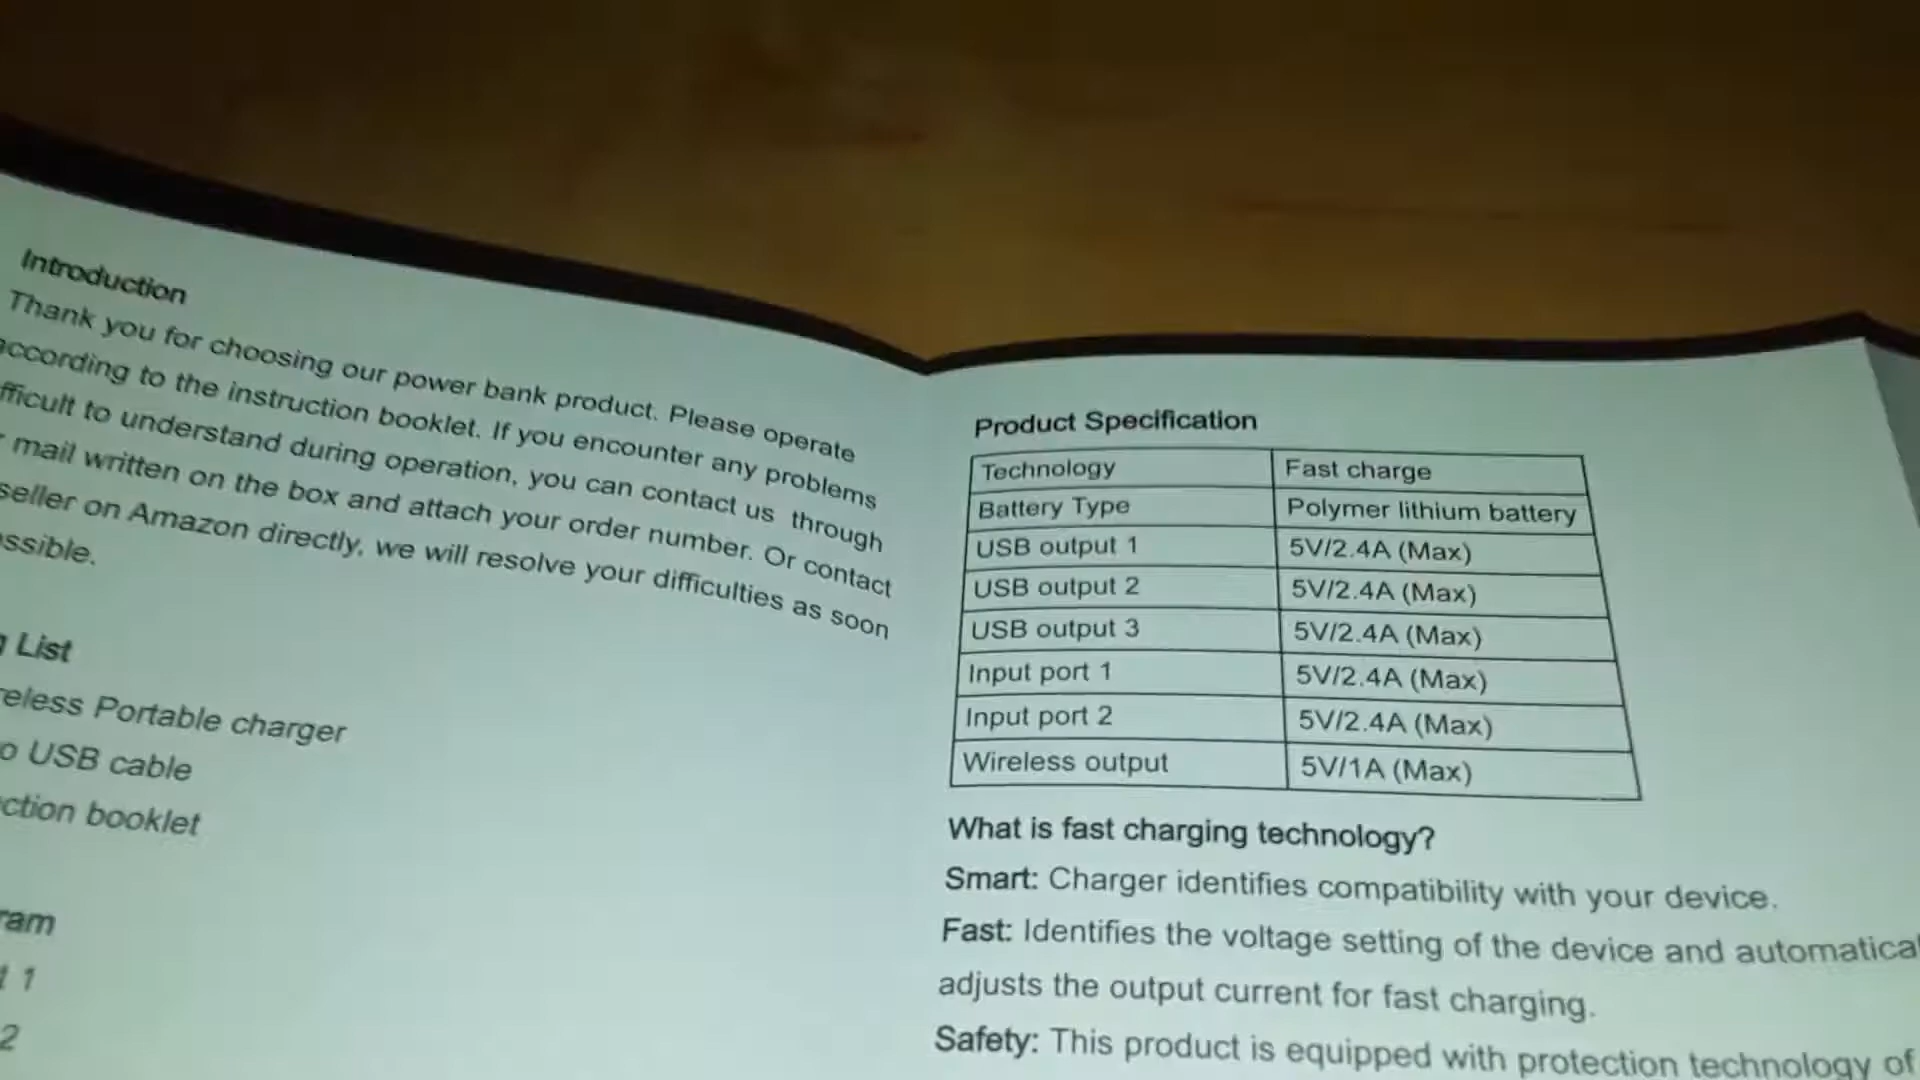 Introduction
Thank you for choosing our power bank product. Please operate
according to the instruction booklet. If you encounter any problems
to understand during operation, you can contact us through
mail written on the box and attach your order number. Or contact
seller on Amazon directly, we will resolve your difficulties as soon
List
Portable charger
USB cable
booklet
1
2
Product Specification
Technology Fast charge
Battery Type Polymer lithium battery
USB output 1 5V/2.4A (Max)
USB output 2 5V/2.4A (Max)
USB output 3 5V/2.4A (Max)
Input port 1 5V/2.4A (Max)
Input port 2 5V/2.4A (Max)
Wireless output 5V/1A (Max)
What is fast charging technology?
Smart: Charger identifies compatibility with your device.
Fast: Identifies the voltage setting of the device and
adjusts the output current for fast charging.
Safety: This product is equipped with protection technology of